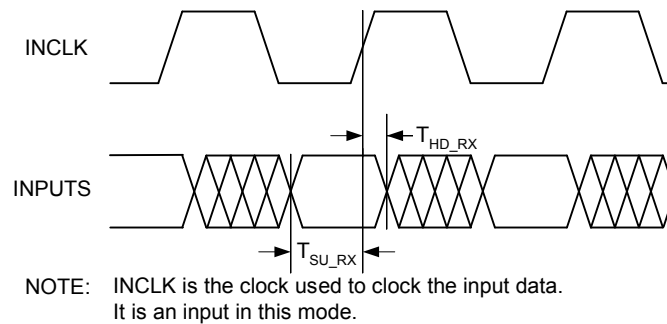 INCLK
T_HD_RX
INPUTS
T_SU_RX
NOTE: INCLK is the clock used to clock the input data.
It is an input in this mode.